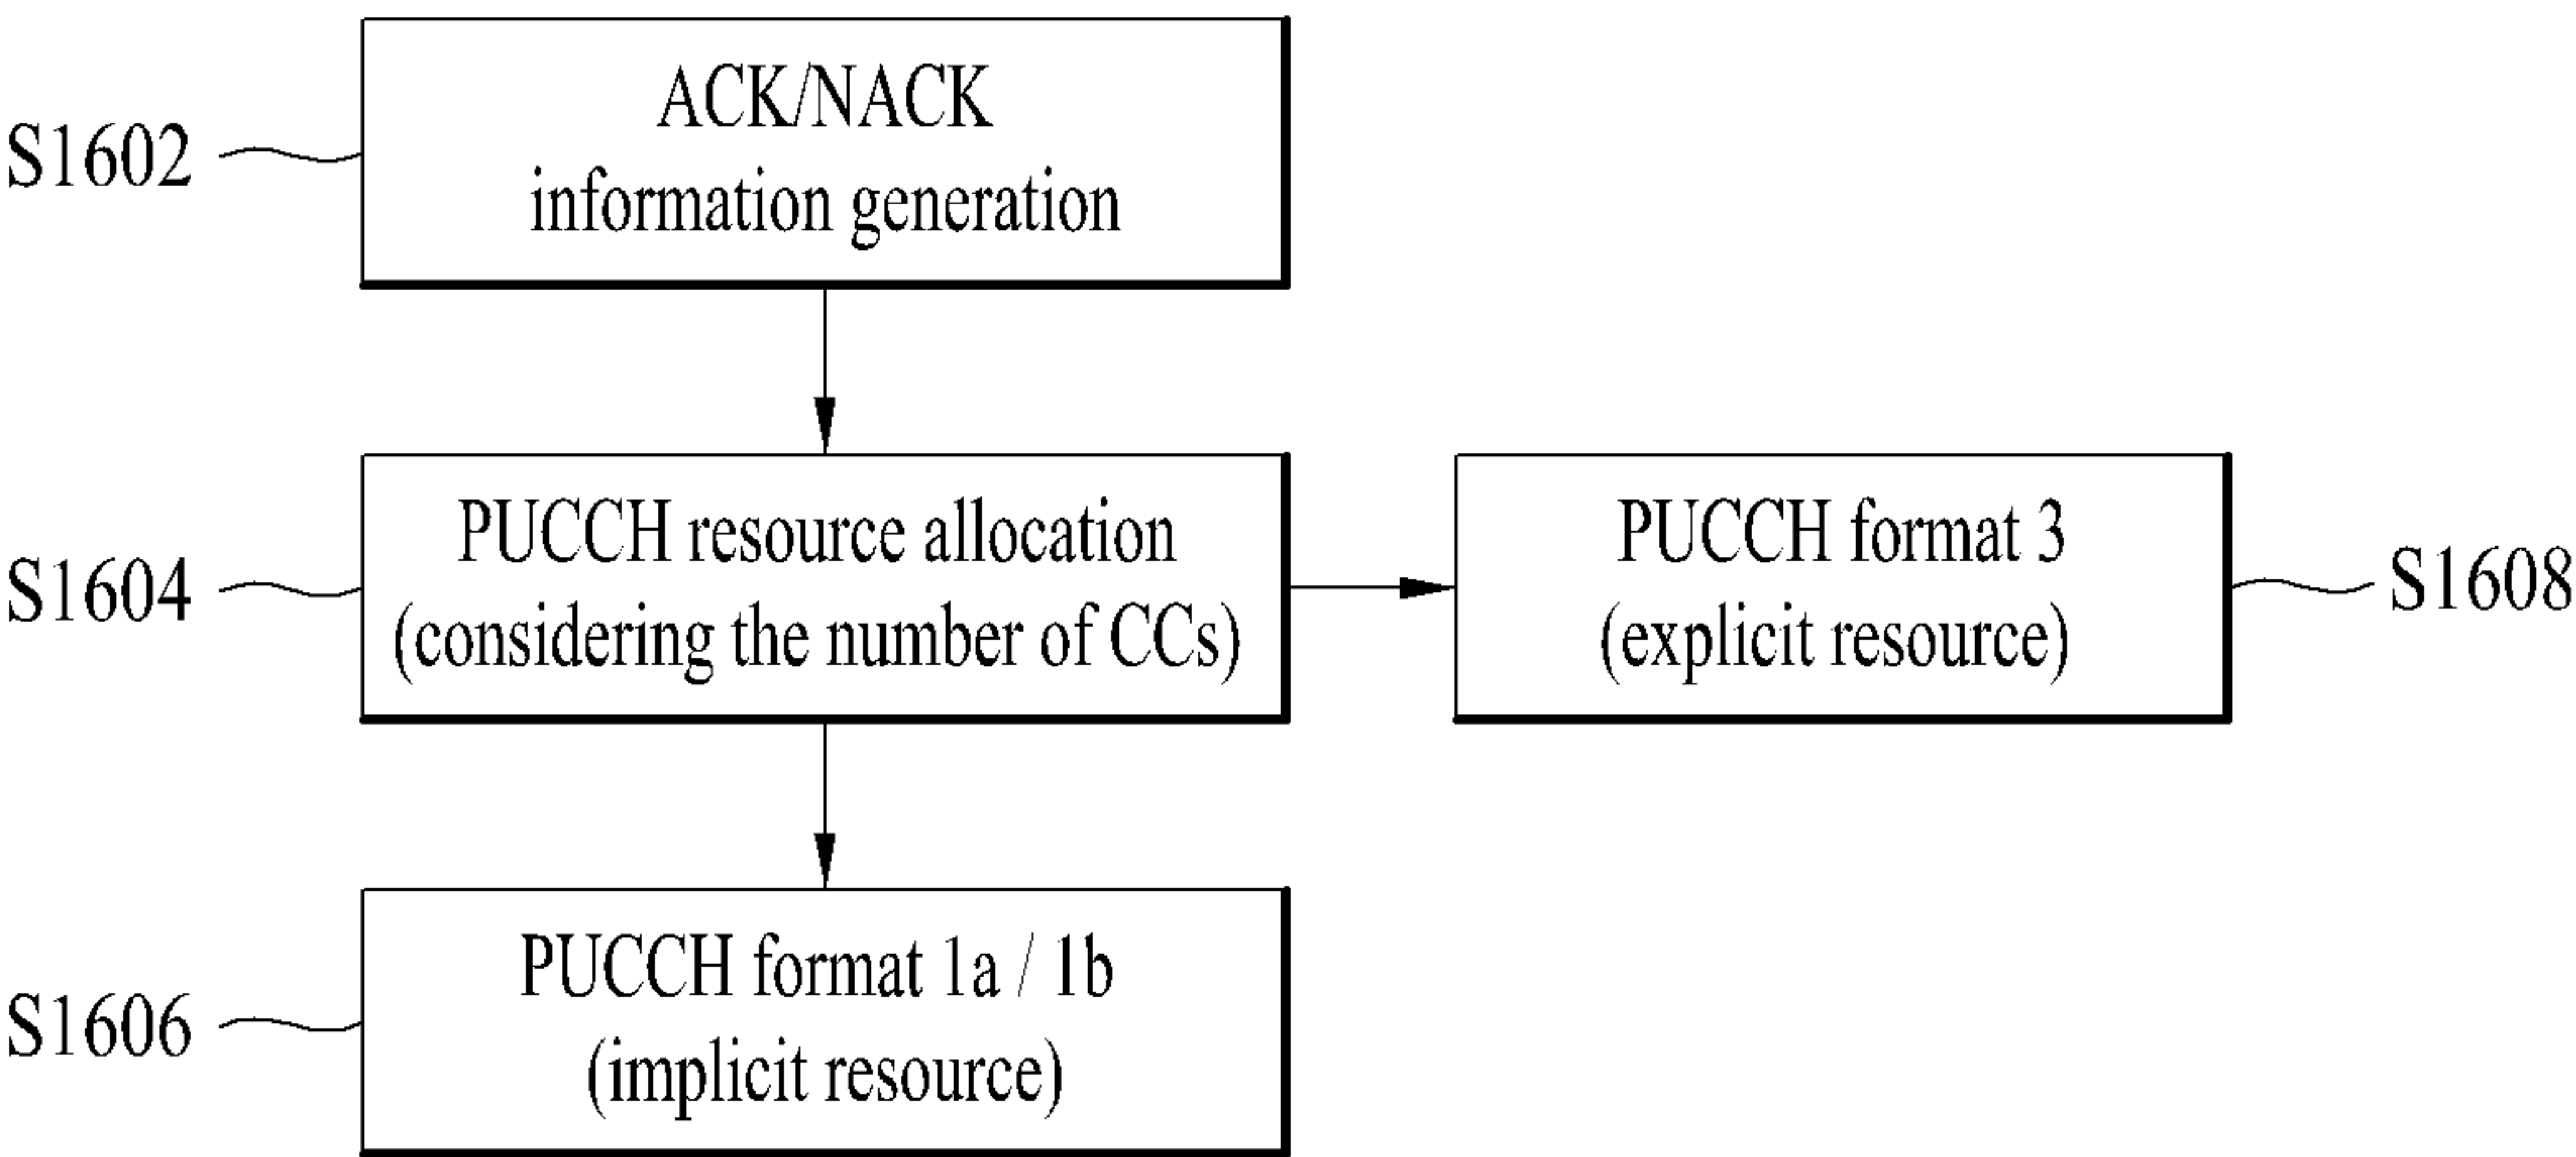 S1602
ACK/NACK
information generation
S1604
PUCCH resource allocation
(considering the number of CCs)
PUCCH format 3
(explicit resource)
S1608
S1606
PUCCH format 1a / 1b
(implicit resource)